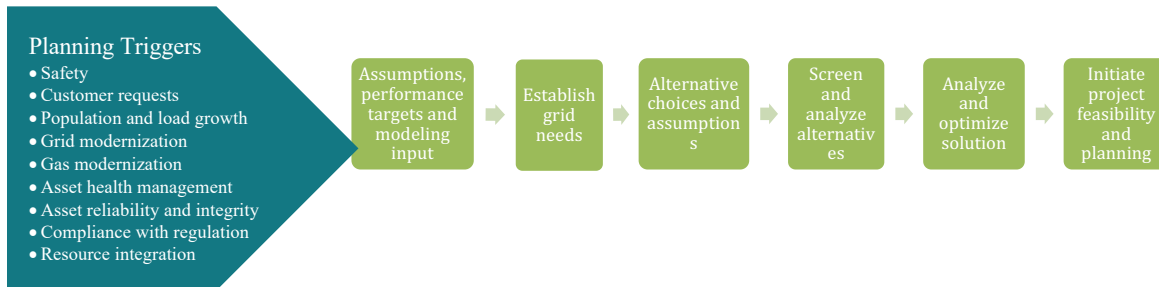 Planning Triggers
• Safety
• Customer requests
• Population and load growth
• Grid modernization
• Gas modernization
• Asset health management
• Asset reliability and integrity
• Compliance with regulation
• Resource integration
Assumptions,
performance
targets and
modeling
input
Establish
grid
needs
Alternative
choices and
assumption
s
Screen
and
analyze
alternativ
es
Analyze
and
optimize
solution
Initiate
project
feasibility
and
planning